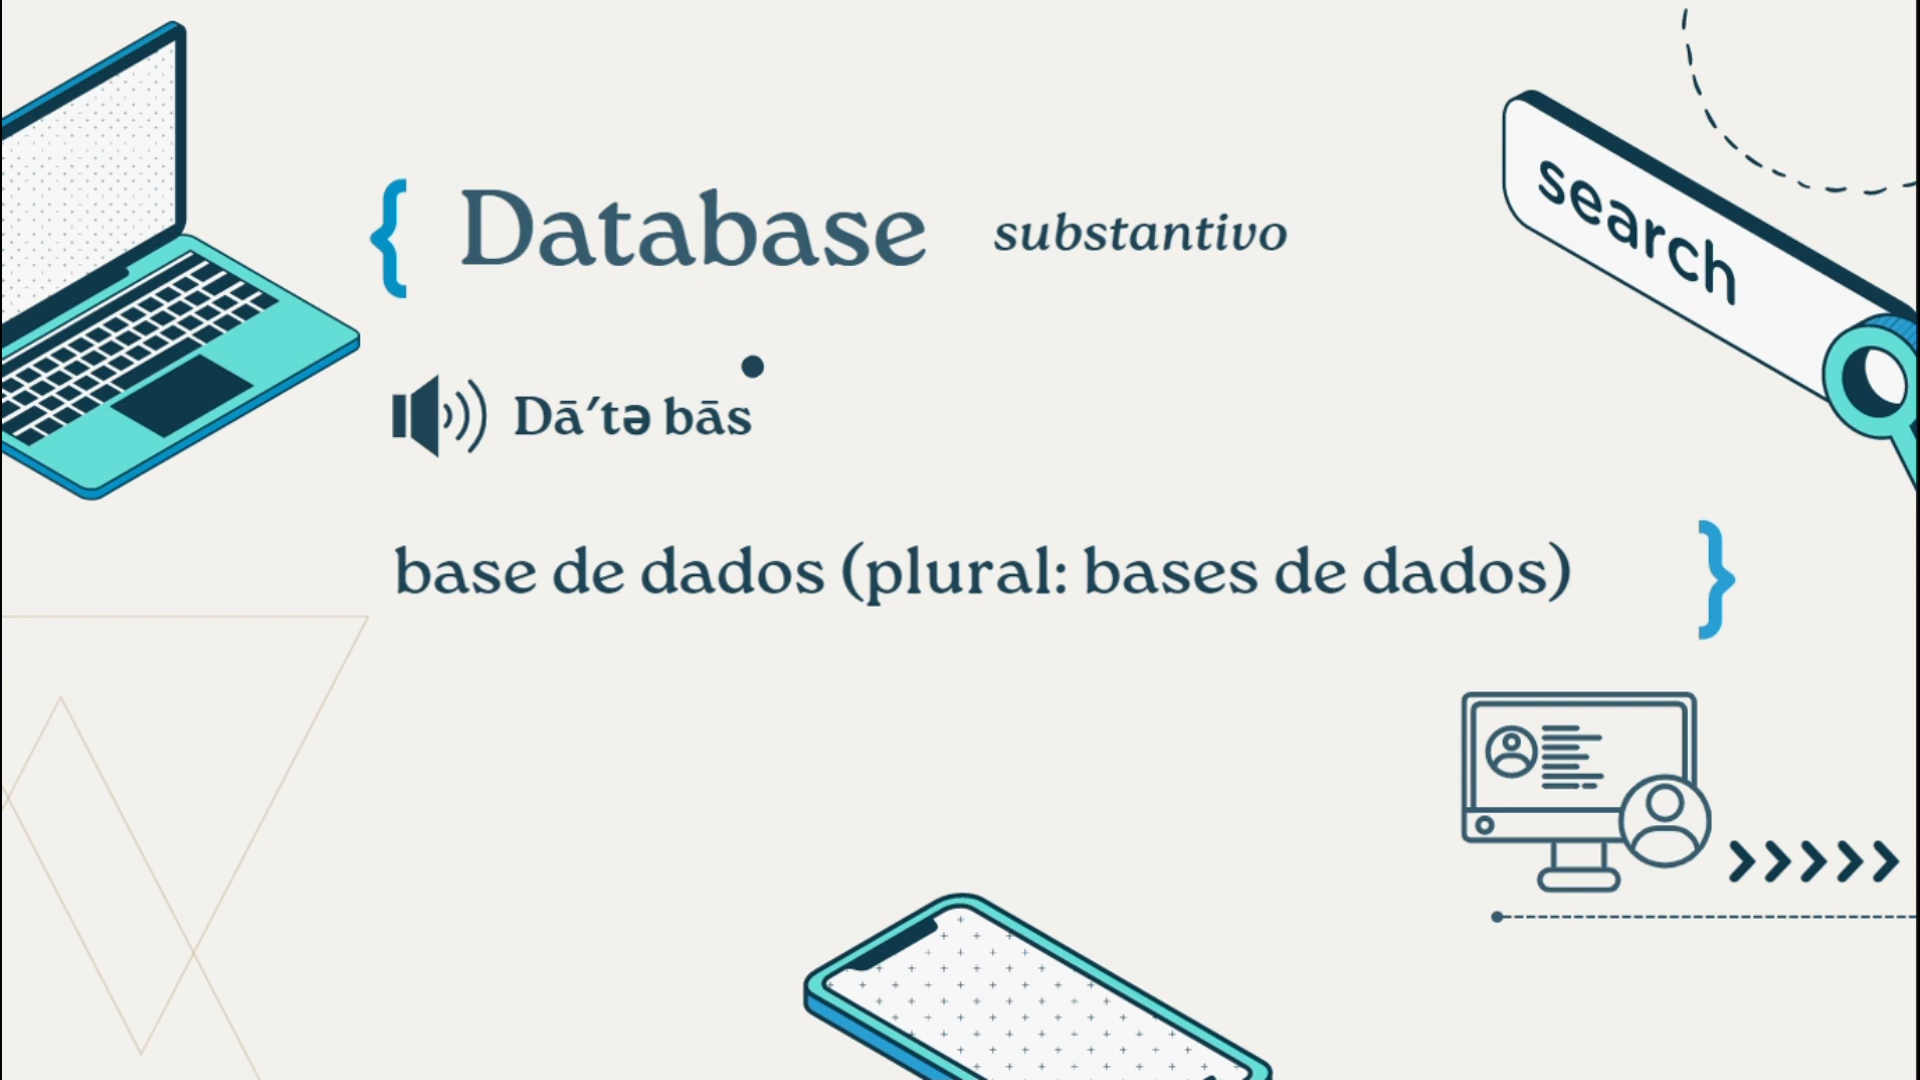 { Database substantivo
search
Dā′tə bās
base de dados (plural: bases de dados) }